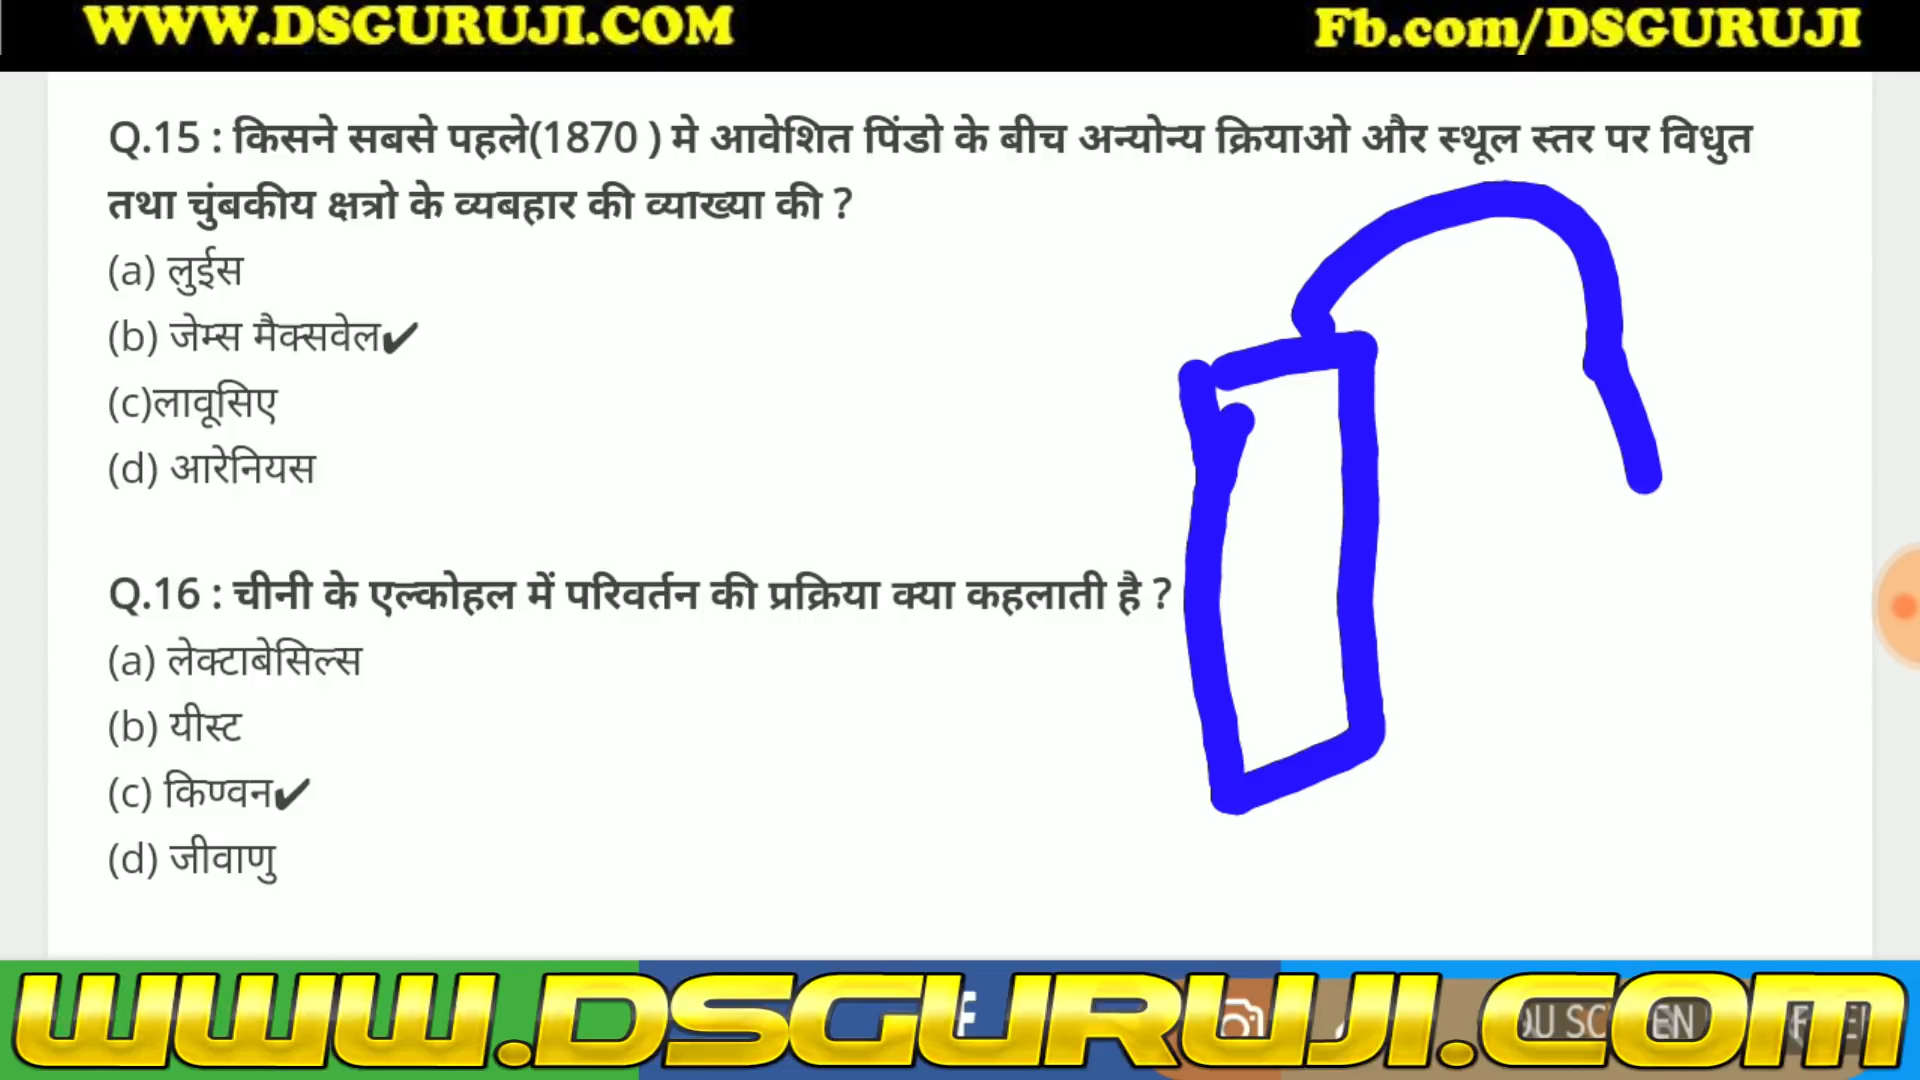 WWW.DSGURUJI.COM
Fb.com/DSGURUJI
Q.15 : किसने सबसे पहले(1870 ) मे आवेशित पिंडो के बीच अन्योन्य क्रियाओ और स्थूल स्तर पर विधुत
तथा चुंबकीय क्षत्रो के व्यबहार की व्याख्या की ?
(a) लुईस
(b) जेम्स मैक्सवेल✔
(c)लावूसिए
(d) आरेनियस
Q.16 : चीनी के एल्कोहल में परिवर्तन की प्रक्रिया क्या कहलाती है ?
(a) लेक्टाबेसिल्स
(b) यीस्ट
(c) किण्वन✔
(d) जीवाणु
WWW.DSGURUJI.COM